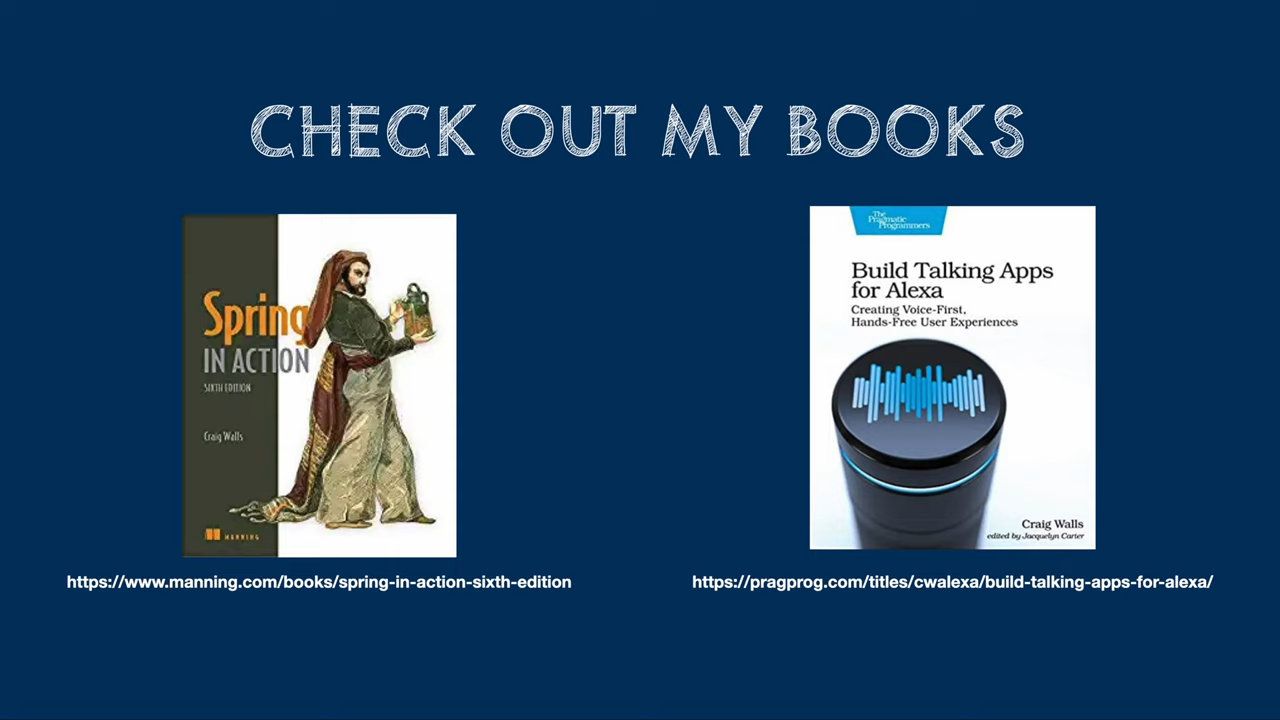 CHECK OUT MY BOOKS
Spring
IN ACTION
SIXTH EDITION
Craig Walls
MANNING
https://www.manning.com/books/spring-in-action-sixth-edition
The
Pragmatic
Programmers
Build Talking Apps
for Alexa
Creating Voice-First,
Hands-Free User Experiences
Craig Walls
edited by Jacquelyn Carter
https://pragprog.com/titles/cwalexa/build-talking-apps-for-alexa/